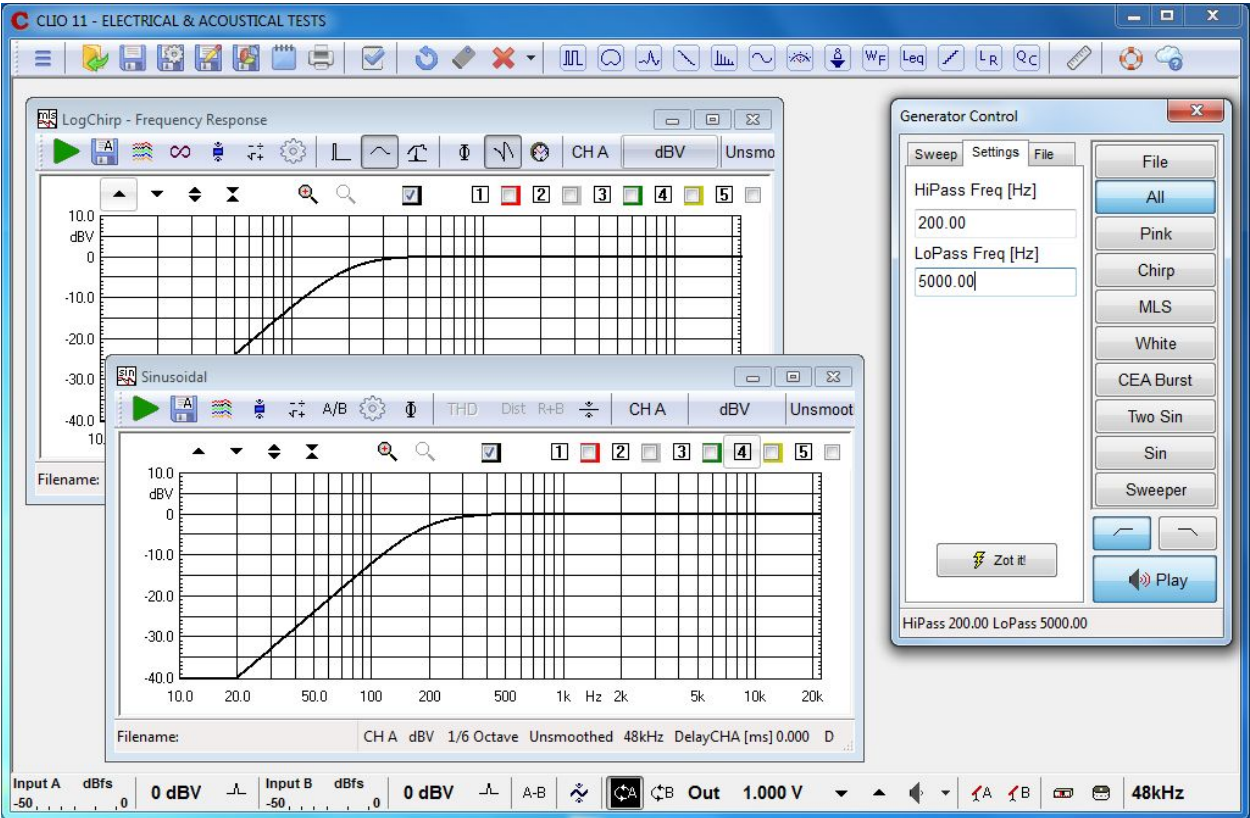 CLIO 11 - ELECTRICAL & ACOUSTICAL TESTS
WF Leq LR QC
LogChirp - Frequency Response
CH A dBV Unsmo
1 2 3 4 5
10.0
dBV
0
-10.0
-20.0
-30.0
-40.0
10.
Filename:
Sinusoidal
A/B THD Dist R+B CH A dBV Unsmoot
1 2 3 4 5
10.0
dBV
0
-10.0
-20.0
-30.0
-40.0
10.0 20.0 50.0 100 200 500 1k Hz 2k 5k 10k 20k
Filename: CH A dBV 1/6 Octave Unsmoothed 48kHz DelayCHA [ms] 0.000 D
Generator Control
Sweep Settings File
HiPass Freq [Hz]
200.00
LoPass Freq [Hz]
5000.00
Zot it!
File
All
Pink
Chirp
MLS
White
CEA Burst
Two Sin
Sin
Sweeper
Play
HiPass 200.00 LoPass 5000.00
Input A dBfs
-50 0
0 dBV
Input B dBfs
-50 0
0 dBV A-B A B Out 1.000 V A B 48kHz